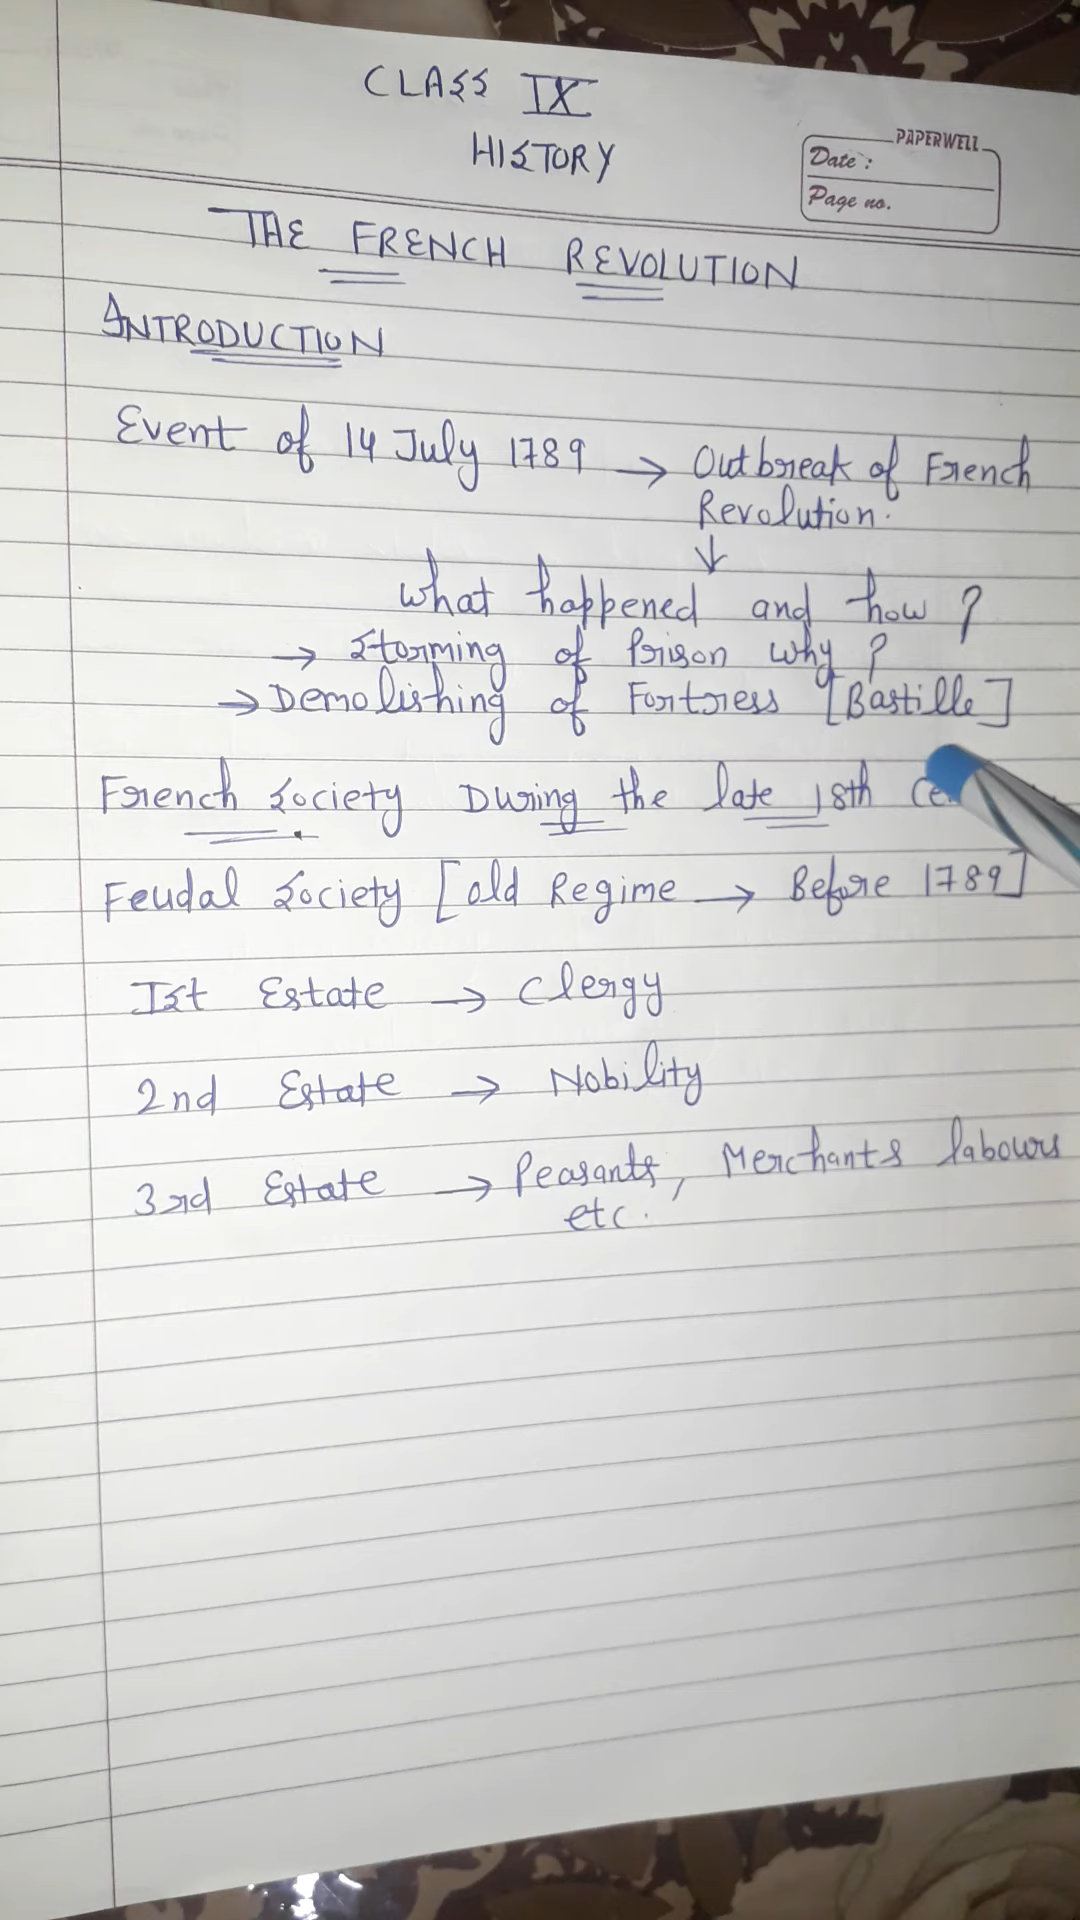 CLASS IX
HISTORY
PAPERWELL
Date :
Page no.
THE FRENCH REVOLUTION
INTRODUCTION
Event of 14 July 1789 → Outbreak of French
Revolution.
↓
What happened and how ?
→ Storming of Prison why ?
→ Demolishing of Fortress [Bastille]
French Society During the late 18th
Feudal Society [old Regime → Before 1789]
Ist Estate → Clergy
2nd Estate → Nobility
3rd Estate → Peasants, Merchants labours
etc.